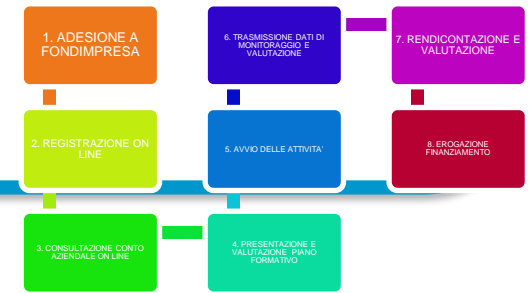 1. ADESIONE A
FONDIMPRESA
2. REGISTRAZIONE ON
LINE
3. CONSULTAZIONE CONTO
AZIENDALE ON LINE
4. PRESENTAZIONE E
VALUTAZIONE PIANO
FORMATIVO
5. AVVIO DELLE ATTIVITA'
6. TRASMISSIONE DATI DI
MONITORAGGIO E
VALUTAZIONE
7. RENDICONTAZIONE E
VALUTAZIONE
8. EROGAZIONE
FINANZIAMENTO